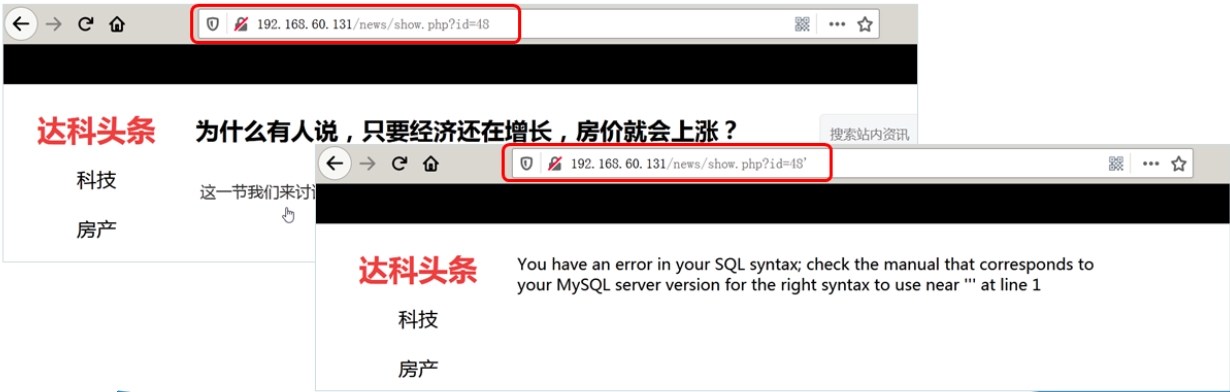 192.168.60.131/news/show.php?id=48
达科头条
为什么有人说，只要经济还在增长，房价就会上涨？
搜索站内资讯
科技
这一节我们来讨
房产
192.168.60.131/news/show.php?id=48'
达科头条
You have an error in your SQL syntax; check the manual that corresponds to
your MySQL server version for the right syntax to use near ''' at line 1
科技
房产